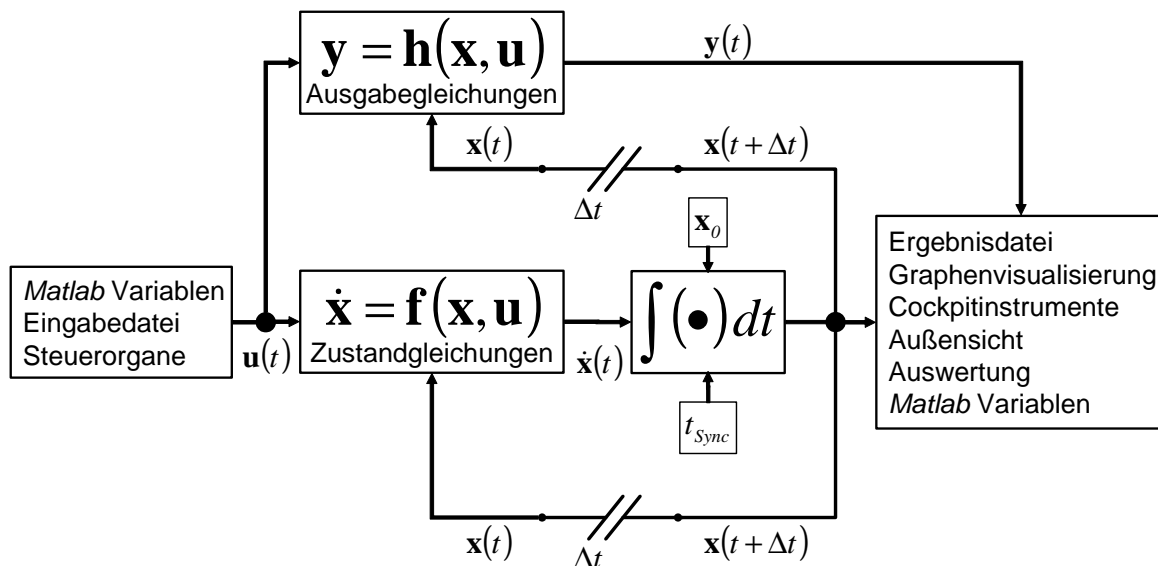 y = h(x, u)
Ausgabegleichungen
y(t)
x(t)
x(t + Δt)
Δt
x₀
Matlab Variablen
Eingabedatei
Steuerorgane
u(t)
ẋ = f(x, u)
Zustandgleichungen
ẋ(t)
∫(•)dt
t_Sync
Ergebnisdatei
Graphenvisualisierung
Cockpitinstrumente
Außensicht
Auswertung
Matlab Variablen
x(t)
Δt
x(t + Δt)